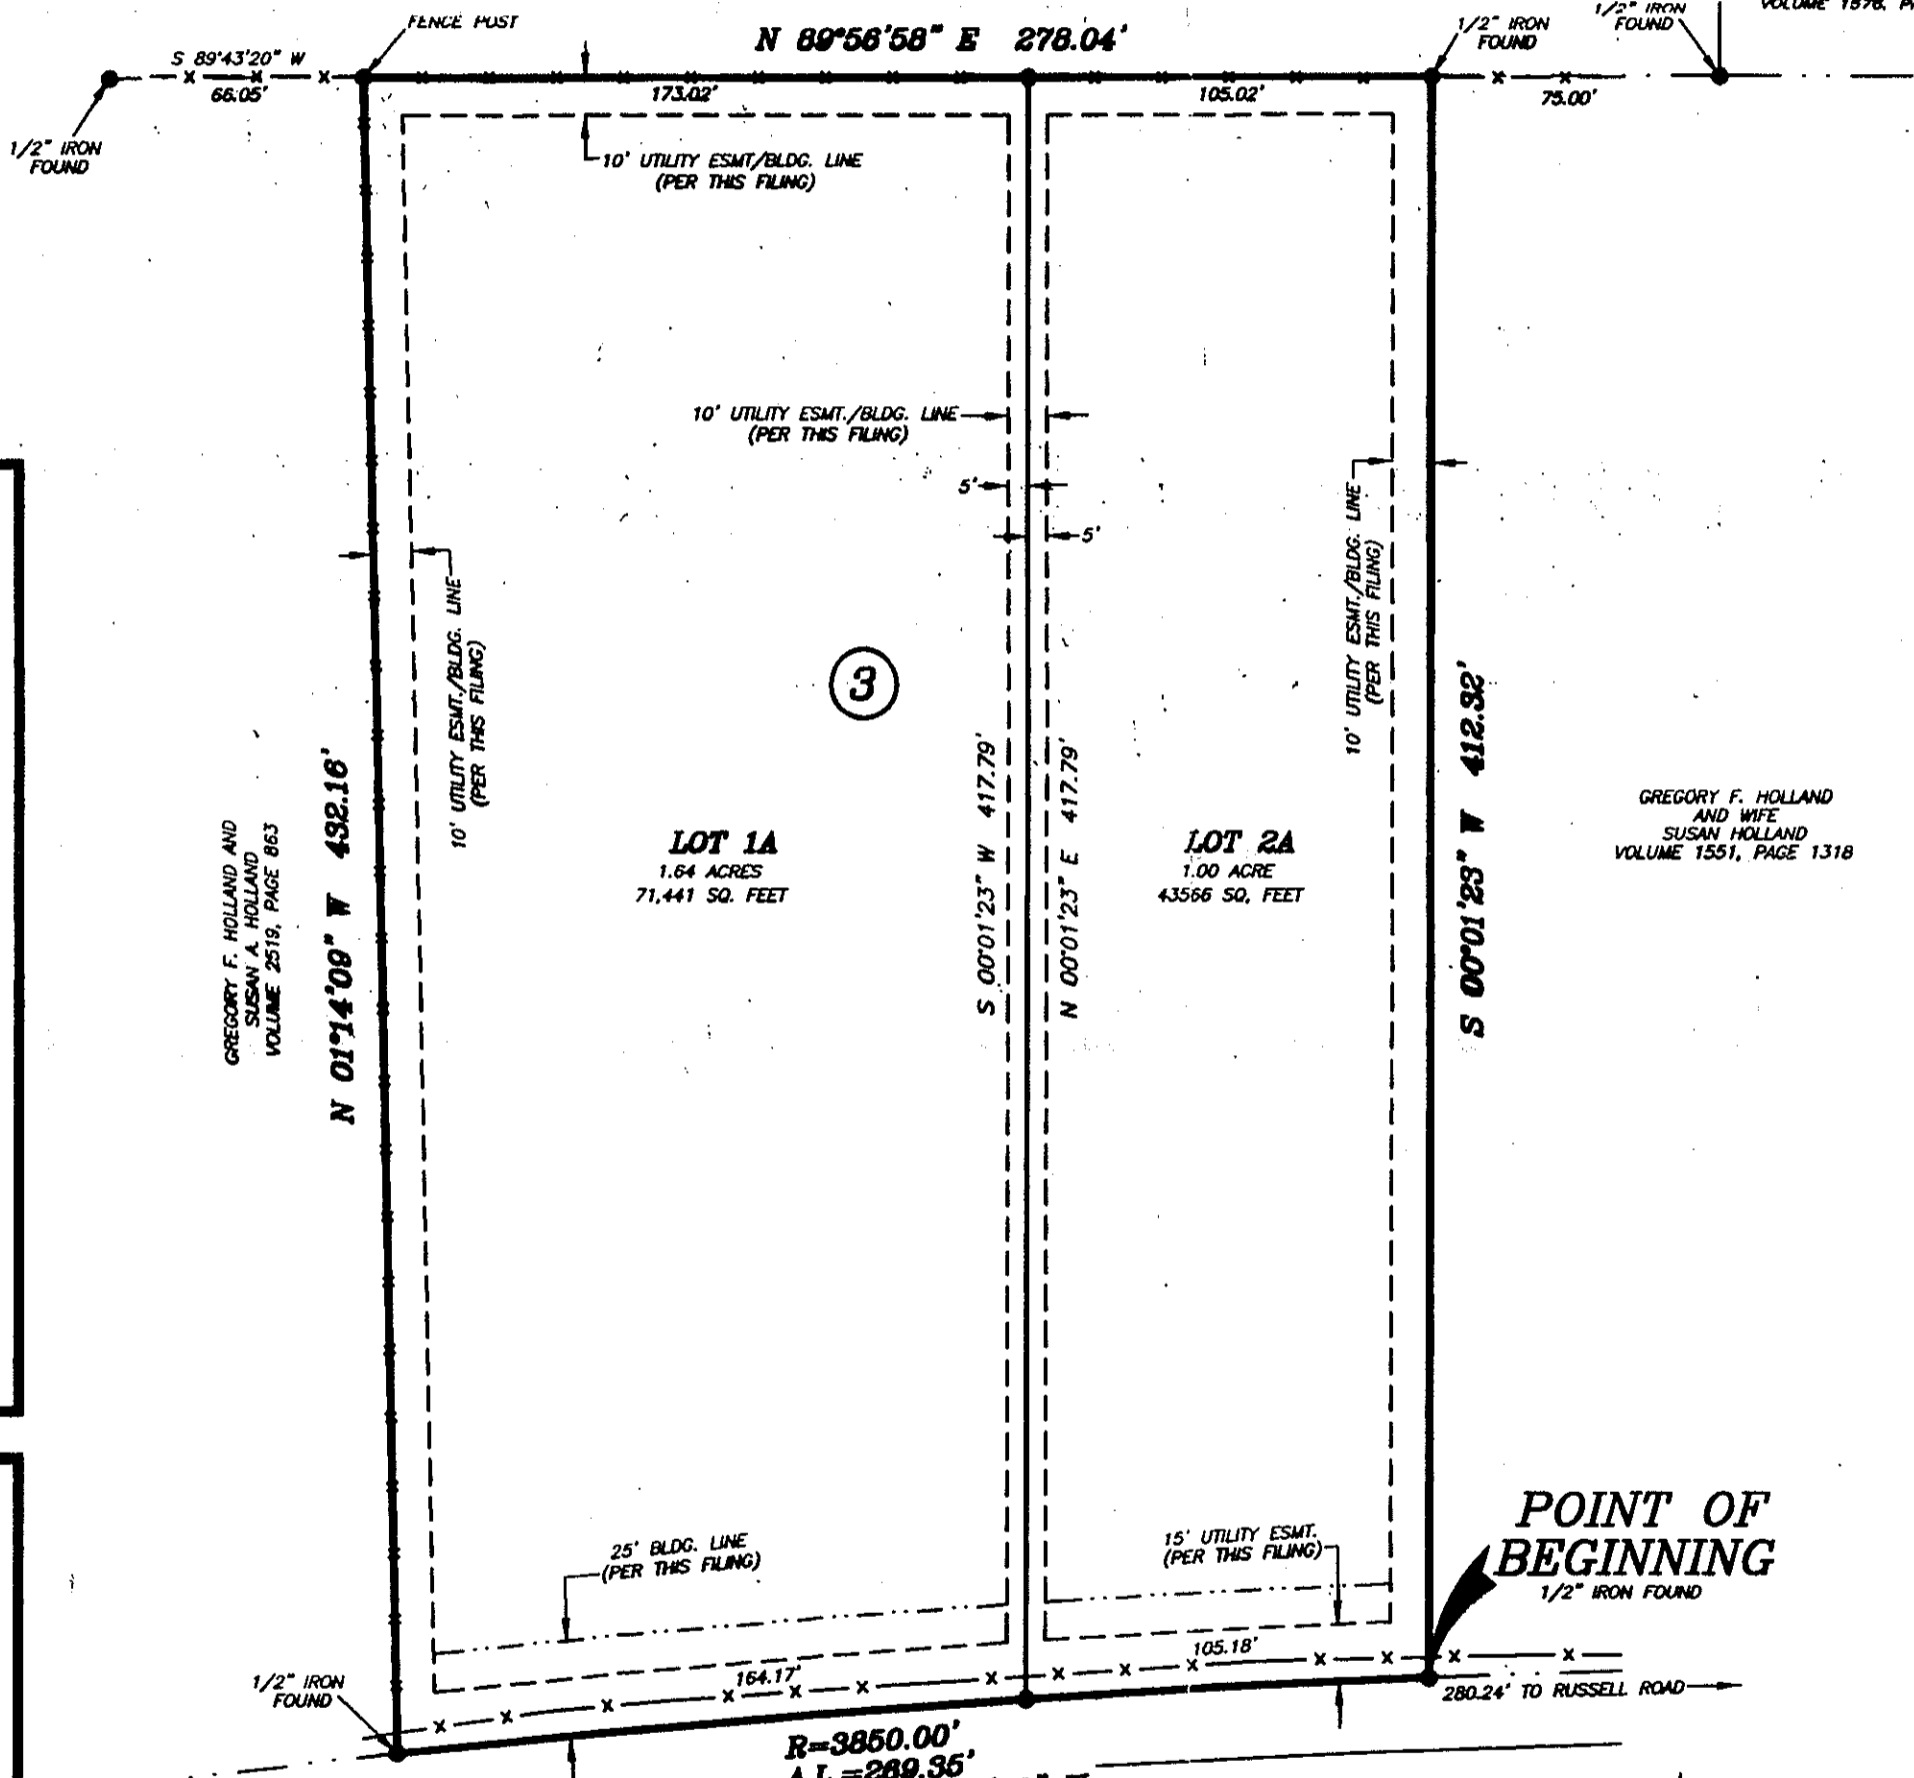 FENCE POST
N 89°56'58" E 278.04'
1/2" IRON
FOUND
1/2" IRON
FOUND
VOLUME 1576,
S 89°43'20" W
66.05'
173.02'
105.02'
75.00'
1/2" IRON
FOUND
10' UTILITY ESMT/BLDG. LINE
(PER THIS FILING)
10' UTILITY ESMT./BLDG. LINE
(PER THIS FILING)
5'
5'
10' UTILITY ESMT./BLDG. LINE
(PER THIS FILING)
10' UTILITY ESMT./BLDG. LINE
(PER THIS FILING)
3
N 01°14'09" W 432.16'
GREGORY F. HOLLAND AND
SUSAN A. HOLLAND
VOLUME 2519, PAGE 863
LOT 1A
1.64 ACRES
71,441 SQ. FEET
S 00°01'23" W 417.79'
N 00°01'23" E 417.79'
LOT 2A
1.00 ACRE
43566 SQ, FEET
S 00°01'23" W 412.32'
GREGORY F. HOLLAND
AND WIFE
SUSAN HOLLAND
VOLUME 1551, PAGE 1318
25' BLDG. LINE
(PER THIS FILING)
15' UTILITY ESMT.
(PER THIS FILING)
POINT OF
BEGINNING
1/2" IRON FOUND
105.18'
164.17'
1/2" IRON
FOUND
280.24' TO RUSSELL ROAD
R=3850.00'
A.L.=269.35'